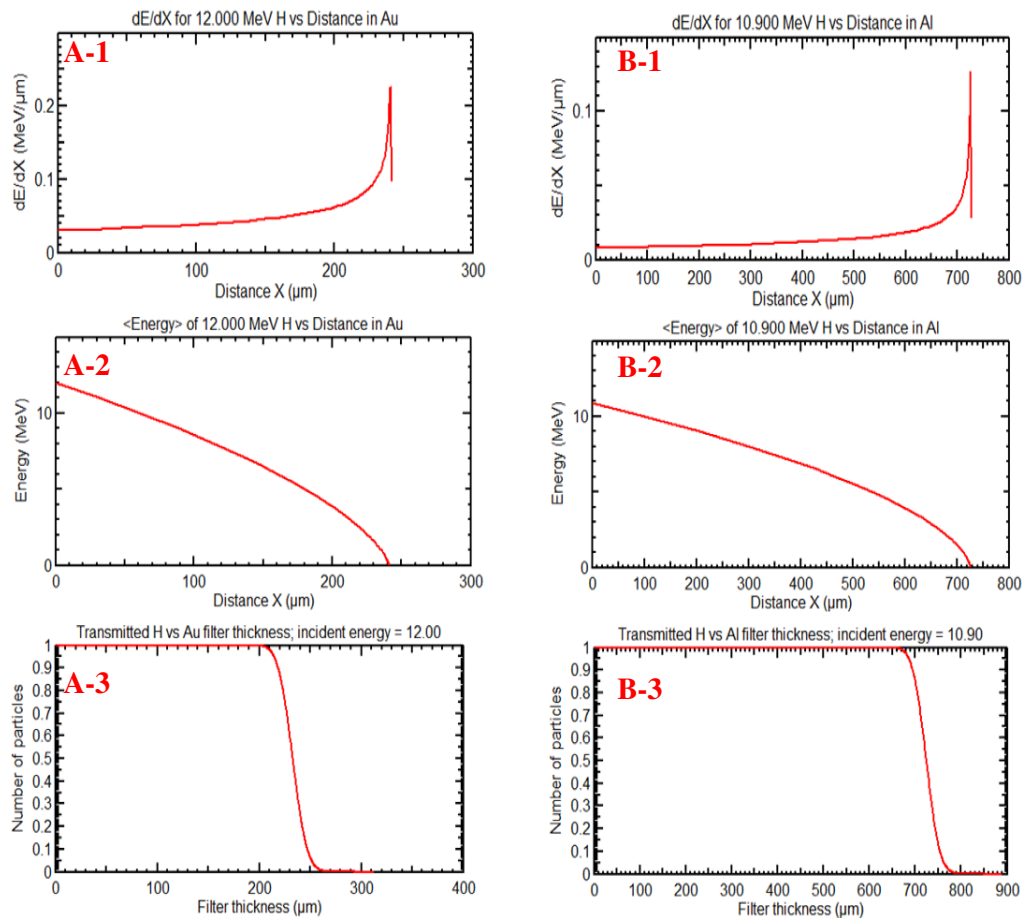 dE/dX for 12.000 MeV H vs Distance in Au
A-1
dE/dX (MeV/µm)
0.2
0.1
0
0 100 200 300
Distance X (µm)
dE/dX for 10.900 MeV H vs Distance in Al
B-1
dE/dX (MeV/µm)
0.1
0
0 100 200 300 400 500 600 700 800
Distance X (µm)
<Energy> of 12.000 MeV H vs Distance in Au
A-2
Energy (MeV)
10
0
0 100 200 300
Distance X (µm)
<Energy> of 10.900 MeV H vs Distance in Al
B-2
Energy (MeV)
10
0
0 100 200 300 400 500 600 700 800
Distance X (µm)
Transmitted H vs Au filter thickness; incident energy = 12.00
A-3
Number of particles
1
0.9
0.8
0.7
0.6
0.5
0.4
0.3
0.2
0.1
0
0 100 200 300 400
Filter thickness (µm)
Transmitted H vs Al filter thickness; incident energy = 10.90
B-3
Number of particles
1
0.9
0.8
0.7
0.6
0.5
0.4
0.3
0.2
0.1
0
0 100 200 300 400 500 600 700 800 900
Filter thickness (µm)